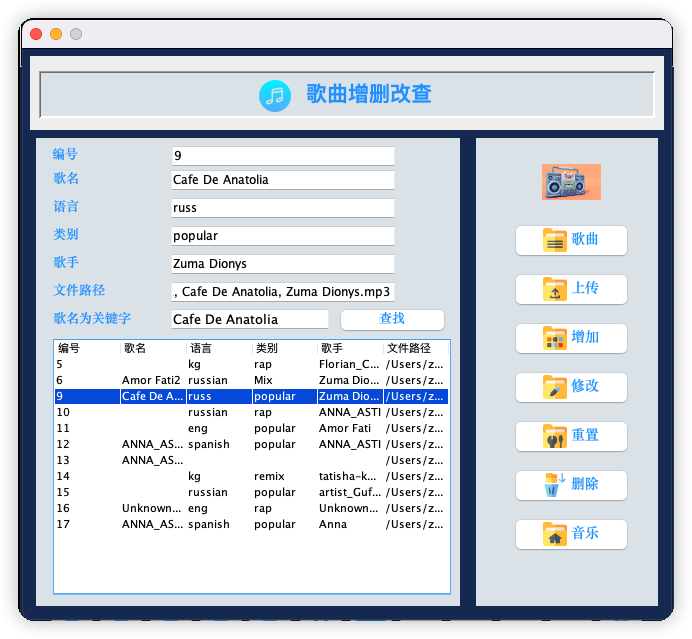 歌曲增删改查
编号 9
歌名 Cafe De Anatolia
语言 russ
类别 popular
歌手 Zuma Dionys
文件路径 , Cafe De Anatolia, Zuma Dionys.mp3
歌名为关键字 Cafe De Anatolia 查找
编号 歌名 语言 类别 歌手 文件路径
5 kg rap Florian_C... /Users/z...
6 Amor Fati2 russian Mix Zuma Dio... /Users/z...
9 Cafe De A... russ popular Zuma Dio... /Users/z...
10 russian rap ANNA_ASTI /Users/z...
11 eng popular Amor Fati /Users/z...
12 ANNA_AS... spanish popular ANNA_ASTI /Users/z...
13 ANNA_AS... /Users/z...
14 kg remix tatisha-k... /Users/z...
15 russian popular artist_Guf... /Users/z...
16 Unknown... eng rap Unknown... /Users/z...
17 ANNA_AS... spanish popular Anna /Users/z...
歌曲
上传
增加
修改
重置
删除
音乐